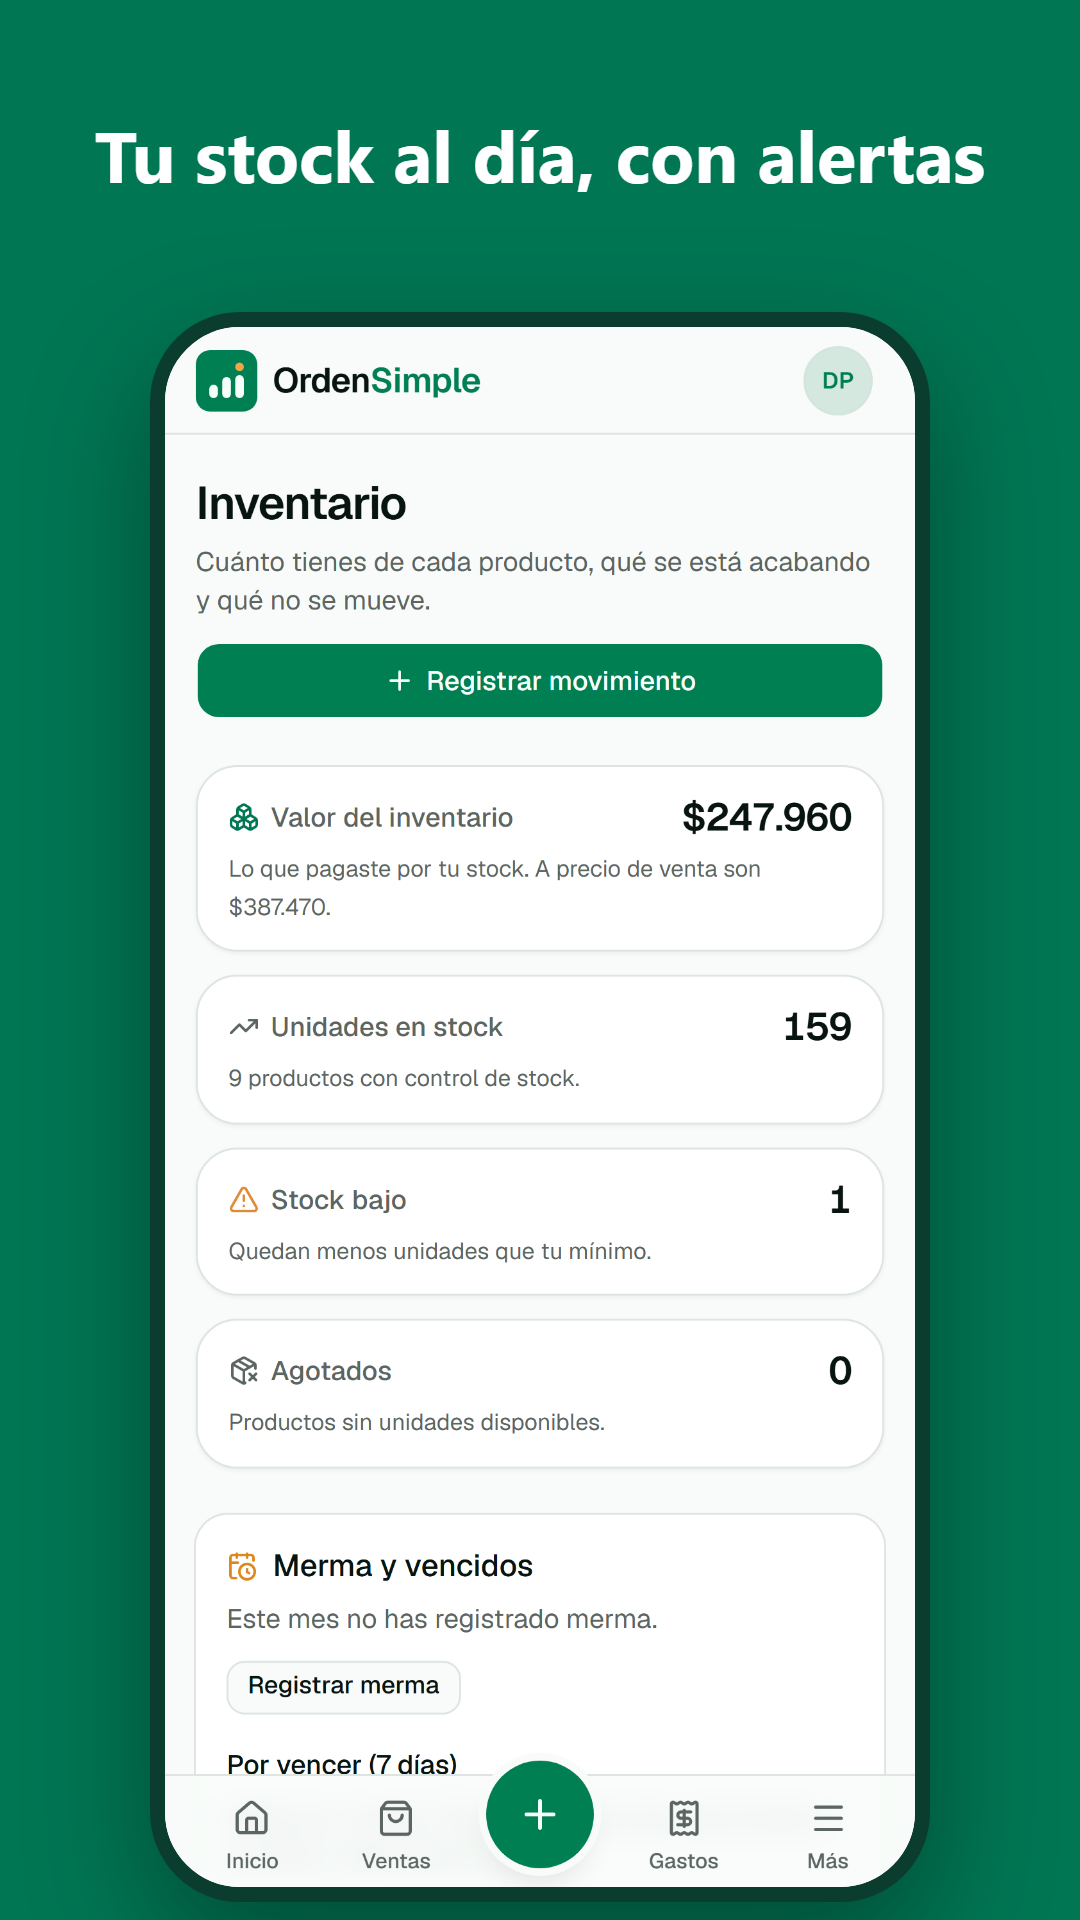 Tu stock al día, con alertas
OrdenSimple
DP
Inventario
Cuánto tienes de cada producto, qué se está acabando
y qué no se mueve.
+ Registrar movimiento
Valor del inventario
$247.960
Lo que pagaste por tu stock. A precio de venta son
$387.470.
Unidades en stock
159
9 productos con control de stock.
Stock bajo
1
Quedan menos unidades que tu mínimo.
Agotados
0
Productos sin unidades disponibles.
Merma y vencidos
Este mes no has registrado merma.
Registrar merma
Por vencer (7 días)
Inicio
Ventas
Gastos
Más